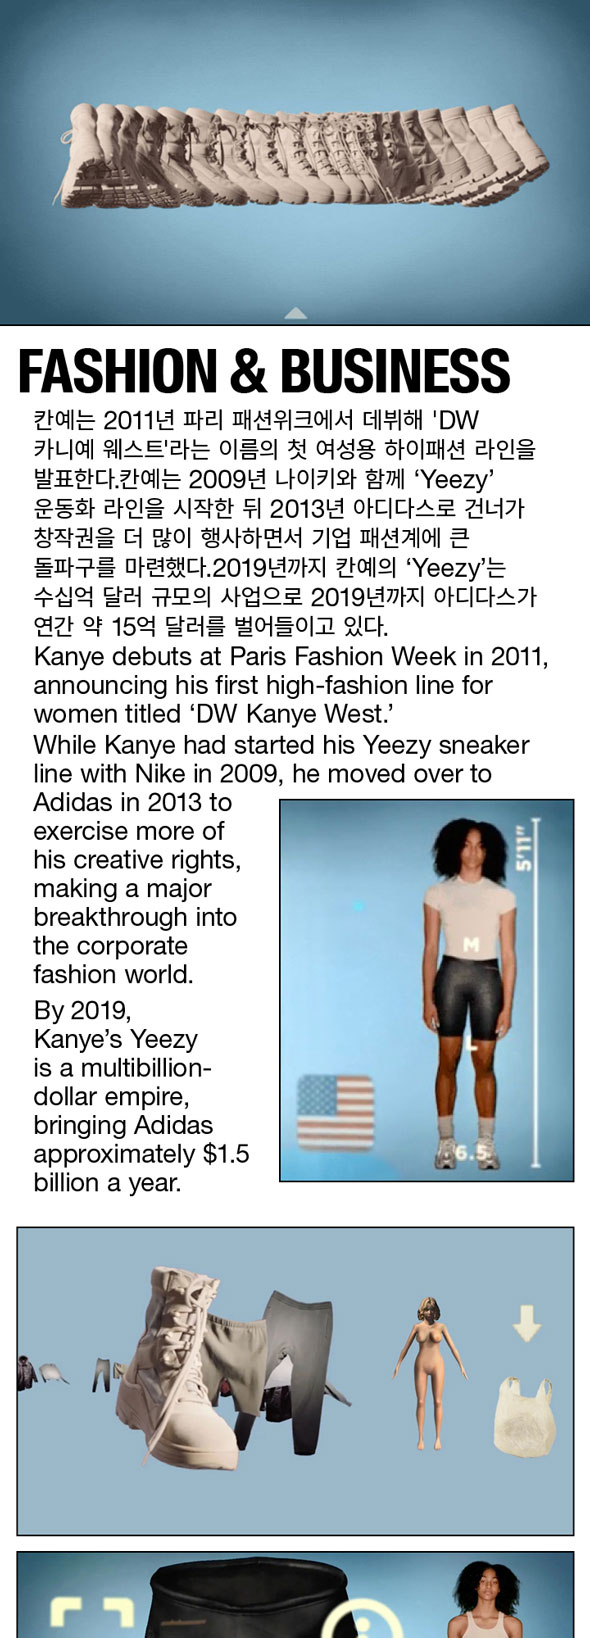 FASHION & BUSINESS
칸예는 2011년 파리 패션위크에서 데뷔해 'DW
카니예 웨스트'라는 이름의 첫 여성용 하이패션 라인을
발표한다.칸예는 2009년 나이키와 함께 ‘Yeezy’
운동화 라인을 시작한 뒤 2013년 아디다스로 건너가
창작권을 더 많이 행사하면서 기업 패션계에 큰
돌파구를 마련했다.2019년까지 칸예의 ‘Yeezy’는
수십억 달러 규모의 사업으로 2019년까지 아디다스가
연간 약 15억 달러를 벌어들이고 있다.
Kanye debuts at Paris Fashion Week in 2011,
announcing his first high-fashion line for
women titled ‘DW Kanye West.’
While Kanye had started his Yeezy sneaker
line with Nike in 2009, he moved over to
Adidas in 2013 to
exercise more of
his creative rights,
making a major
breakthrough into
the corporate
fashion world.
By 2019,
Kanye’s Yeezy
is a multibillion-
dollar empire,
bringing Adidas
approximately $1.5
billion a year.
5'11"
M
L
6.5